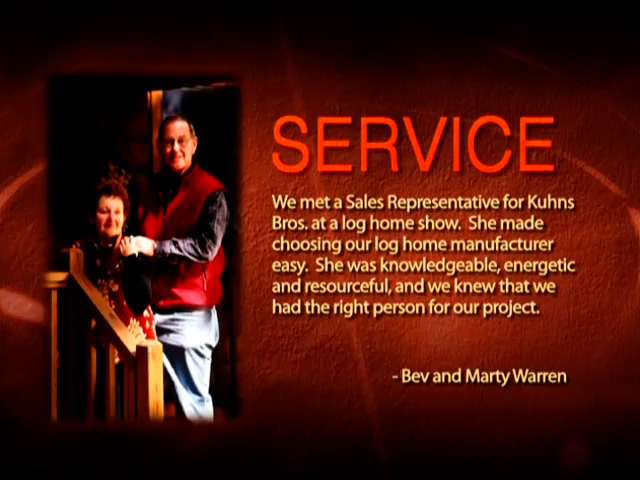 SERVICE
We met a Sales Representative for Kuhns
Bros. at a log home show.  She made
choosing our log home manufacturer
easy.  She was knowledgeable, energetic
and resourceful, and we knew that we
had the right person for our project.
- Bev and Marty Warren